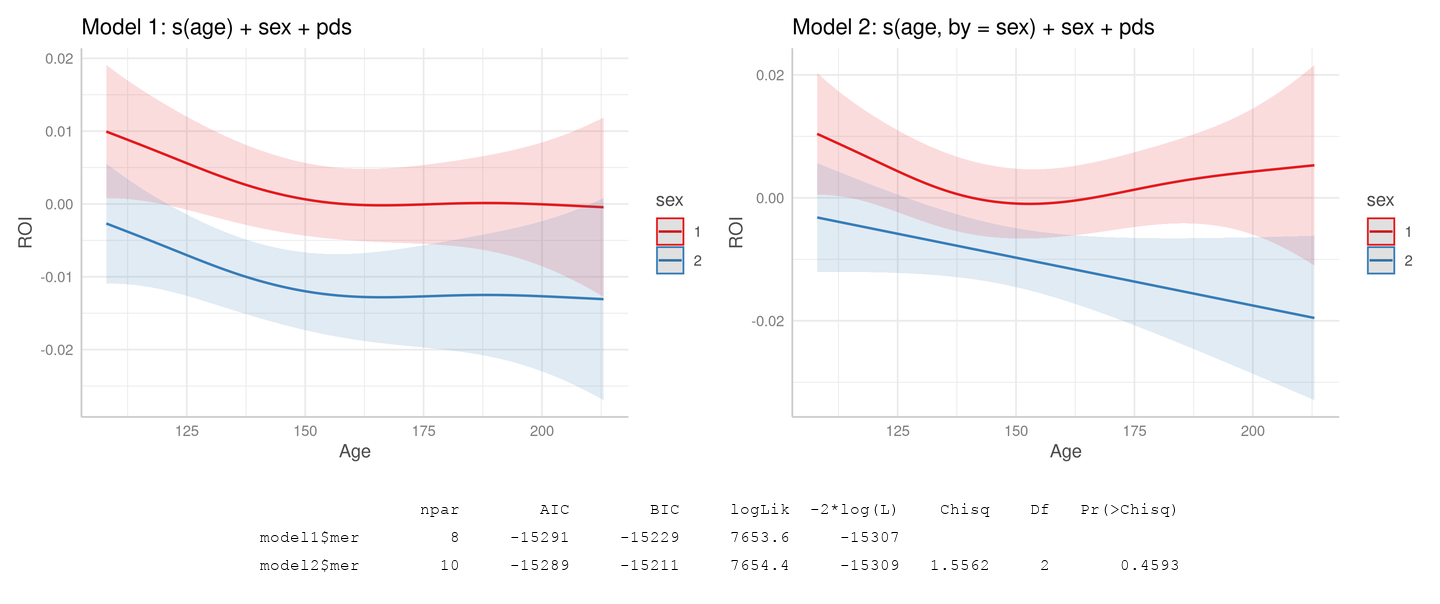 Model 1: s(age) + sex + pds
0.02
0.01
0.00
-0.01
-0.02
ROI
125 150 175 200
Age
sex
1
2
Model 2: s(age, by = sex) + sex + pds
0.02
0.00
-0.02
ROI
125 150 175 200
Age
sex
1
2
npar AIC BIC logLik -2*log(L) Chisq Df Pr(>Chisq)
model1$mer 8 -15291 -15229 7653.6 -15307
model2$mer 10 -15289 -15211 7654.4 -15309 1.5562 2 0.4593